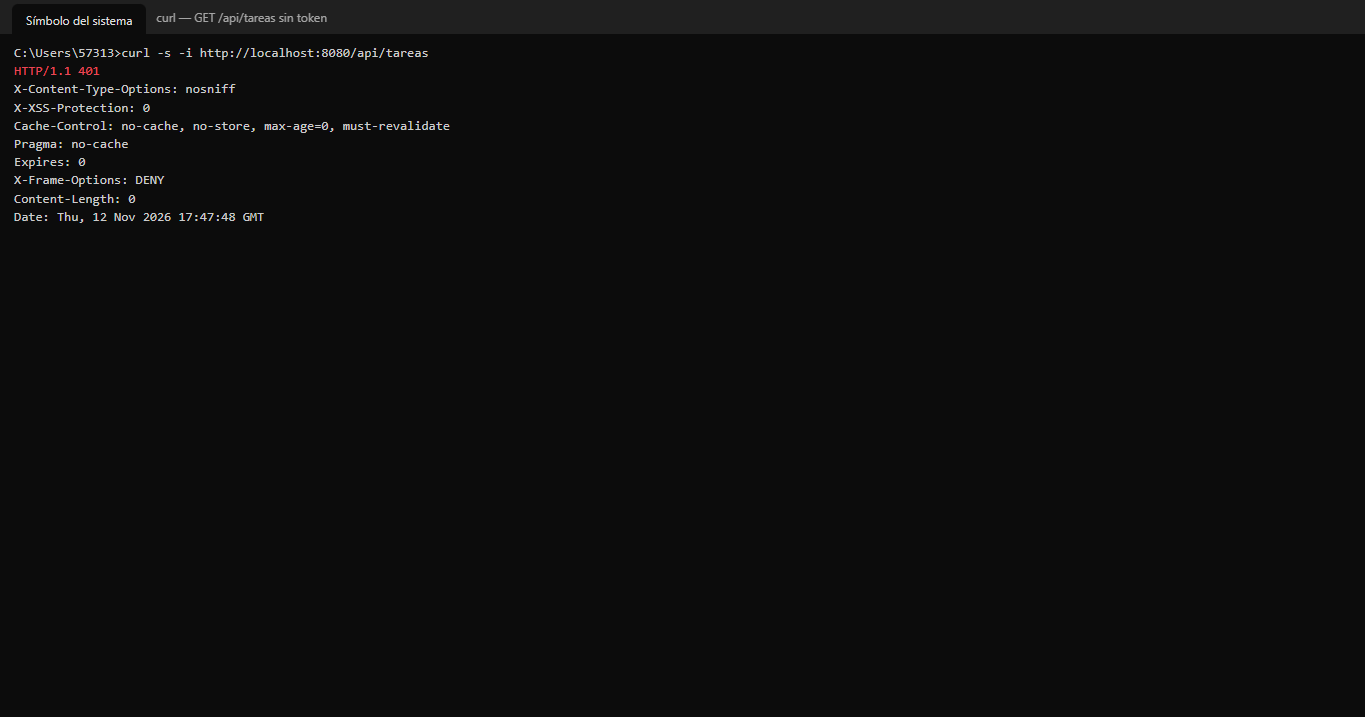 Símbolo del sistema
curl — GET /api/tareas sin token
C:\Users\57313>curl -s -i http://localhost:8080/api/tareas
HTTP/1.1 401
X-Content-Type-Options: nosniff
X-XSS-Protection: 0
Cache-Control: no-cache, no-store, max-age=0, must-revalidate
Pragma: no-cache
Expires: 0
X-Frame-Options: DENY
Content-Length: 0
Date: Thu, 12 Nov 2026 17:47:48 GMT